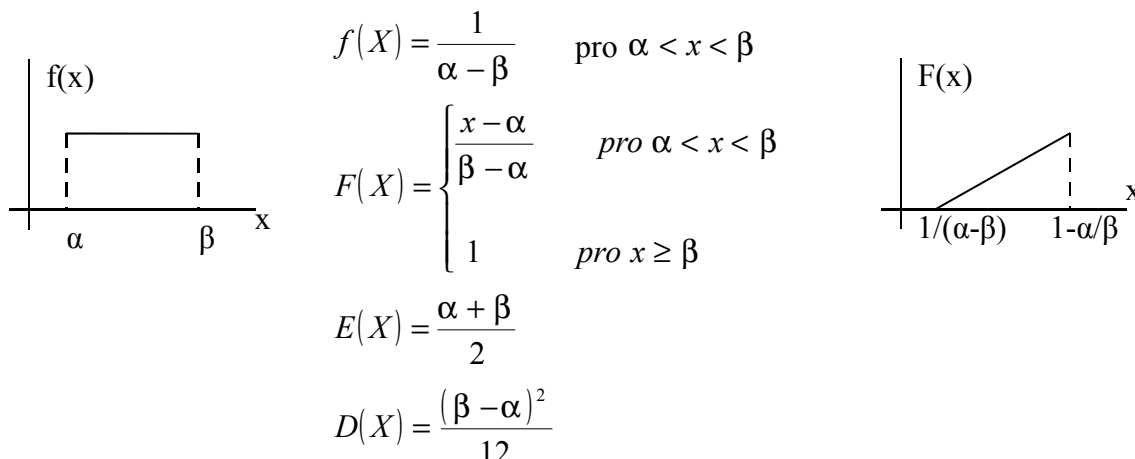 f(x)
α β x
f(X) = 1/(α − β) pro α < x < β
F(X) = { (x − α)/(β − α) pro α < x < β
1 pro x ≥ β
E(X) = (α + β)/2
D(X) = (β − α)²/12
F(x)
x
1/(α-β) 1-α/β